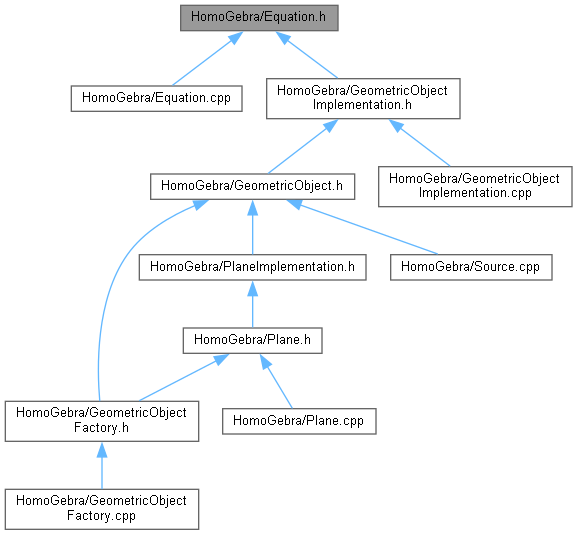 HomoGebra/Equation.h
HomoGebra/Equation.cpp
HomoGebra/GeometricObject
Implementation.h
HomoGebra/GeometricObject.h
HomoGebra/GeometricObject
Implementation.cpp
HomoGebra/PlaneImplementation.h
HomoGebra/Source.cpp
HomoGebra/Plane.h
HomoGebra/GeometricObject
Factory.h
HomoGebra/Plane.cpp
HomoGebra/GeometricObject
Factory.cpp